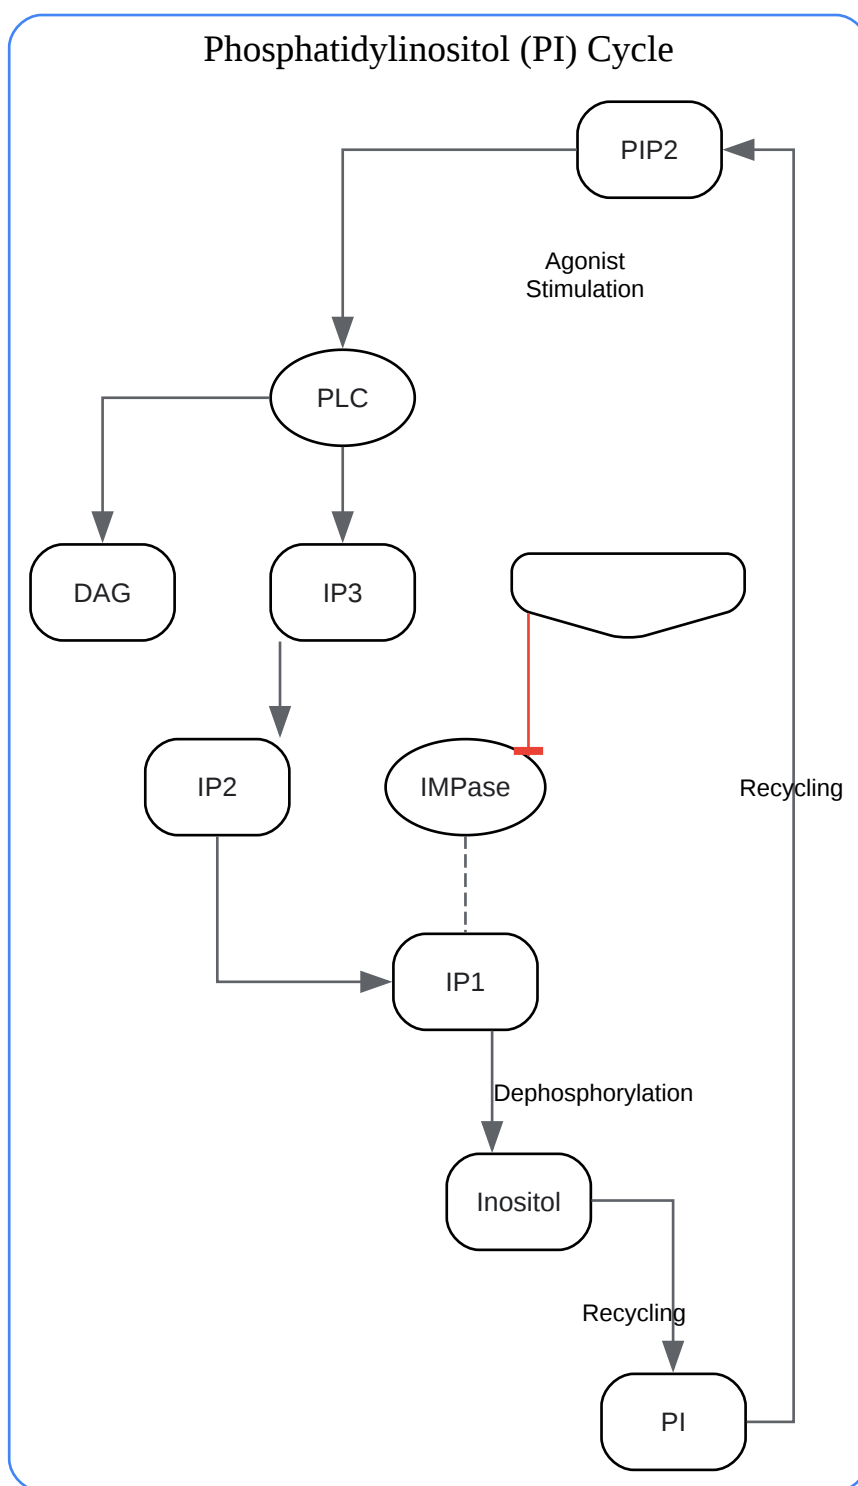 Phosphatidylinositol (PI) Cycle
PIP2
Agonist
Stimulation
PLC
DAG
IP3
IP2
IMPase
Recycling
IP1
Dephosphorylation
Inositol
Recycling
PI